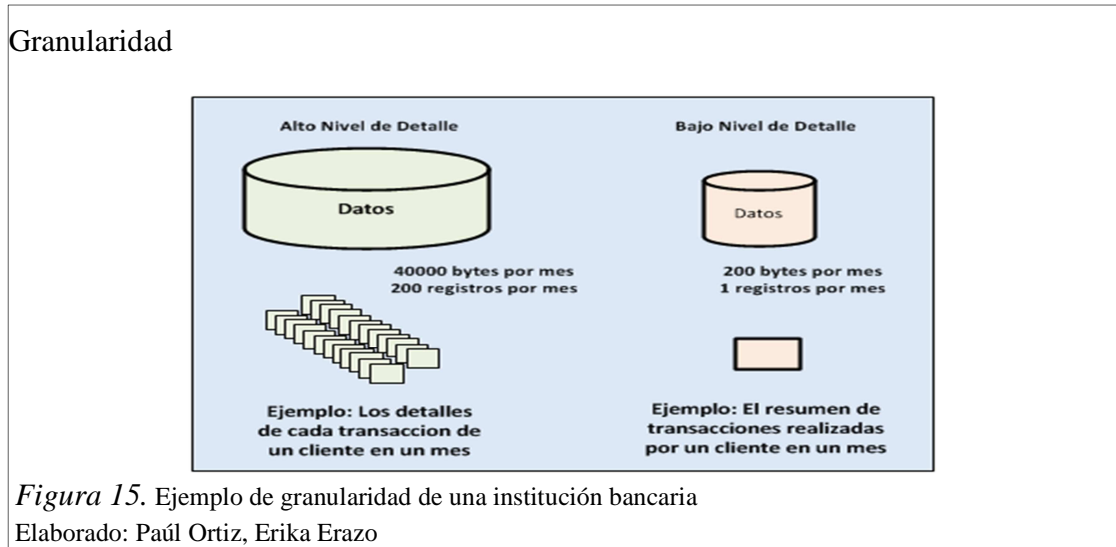 Granularidad
Alto Nivel de Detalle
Datos
40000 bytes por mes
200 registros por mes
Ejemplo: Los detalles
de cada transaccion de
un cliente en un mes
Bajo Nivel de Detalle
Datos
200 bytes por mes
1 registros por mes
Ejemplo: El resumen de
transacciones realizadas
por un cliente en un mes
Figura 15. Ejemplo de granularidad de una institución bancaria
Elaborado: Paúl Ortiz, Erika Erazo